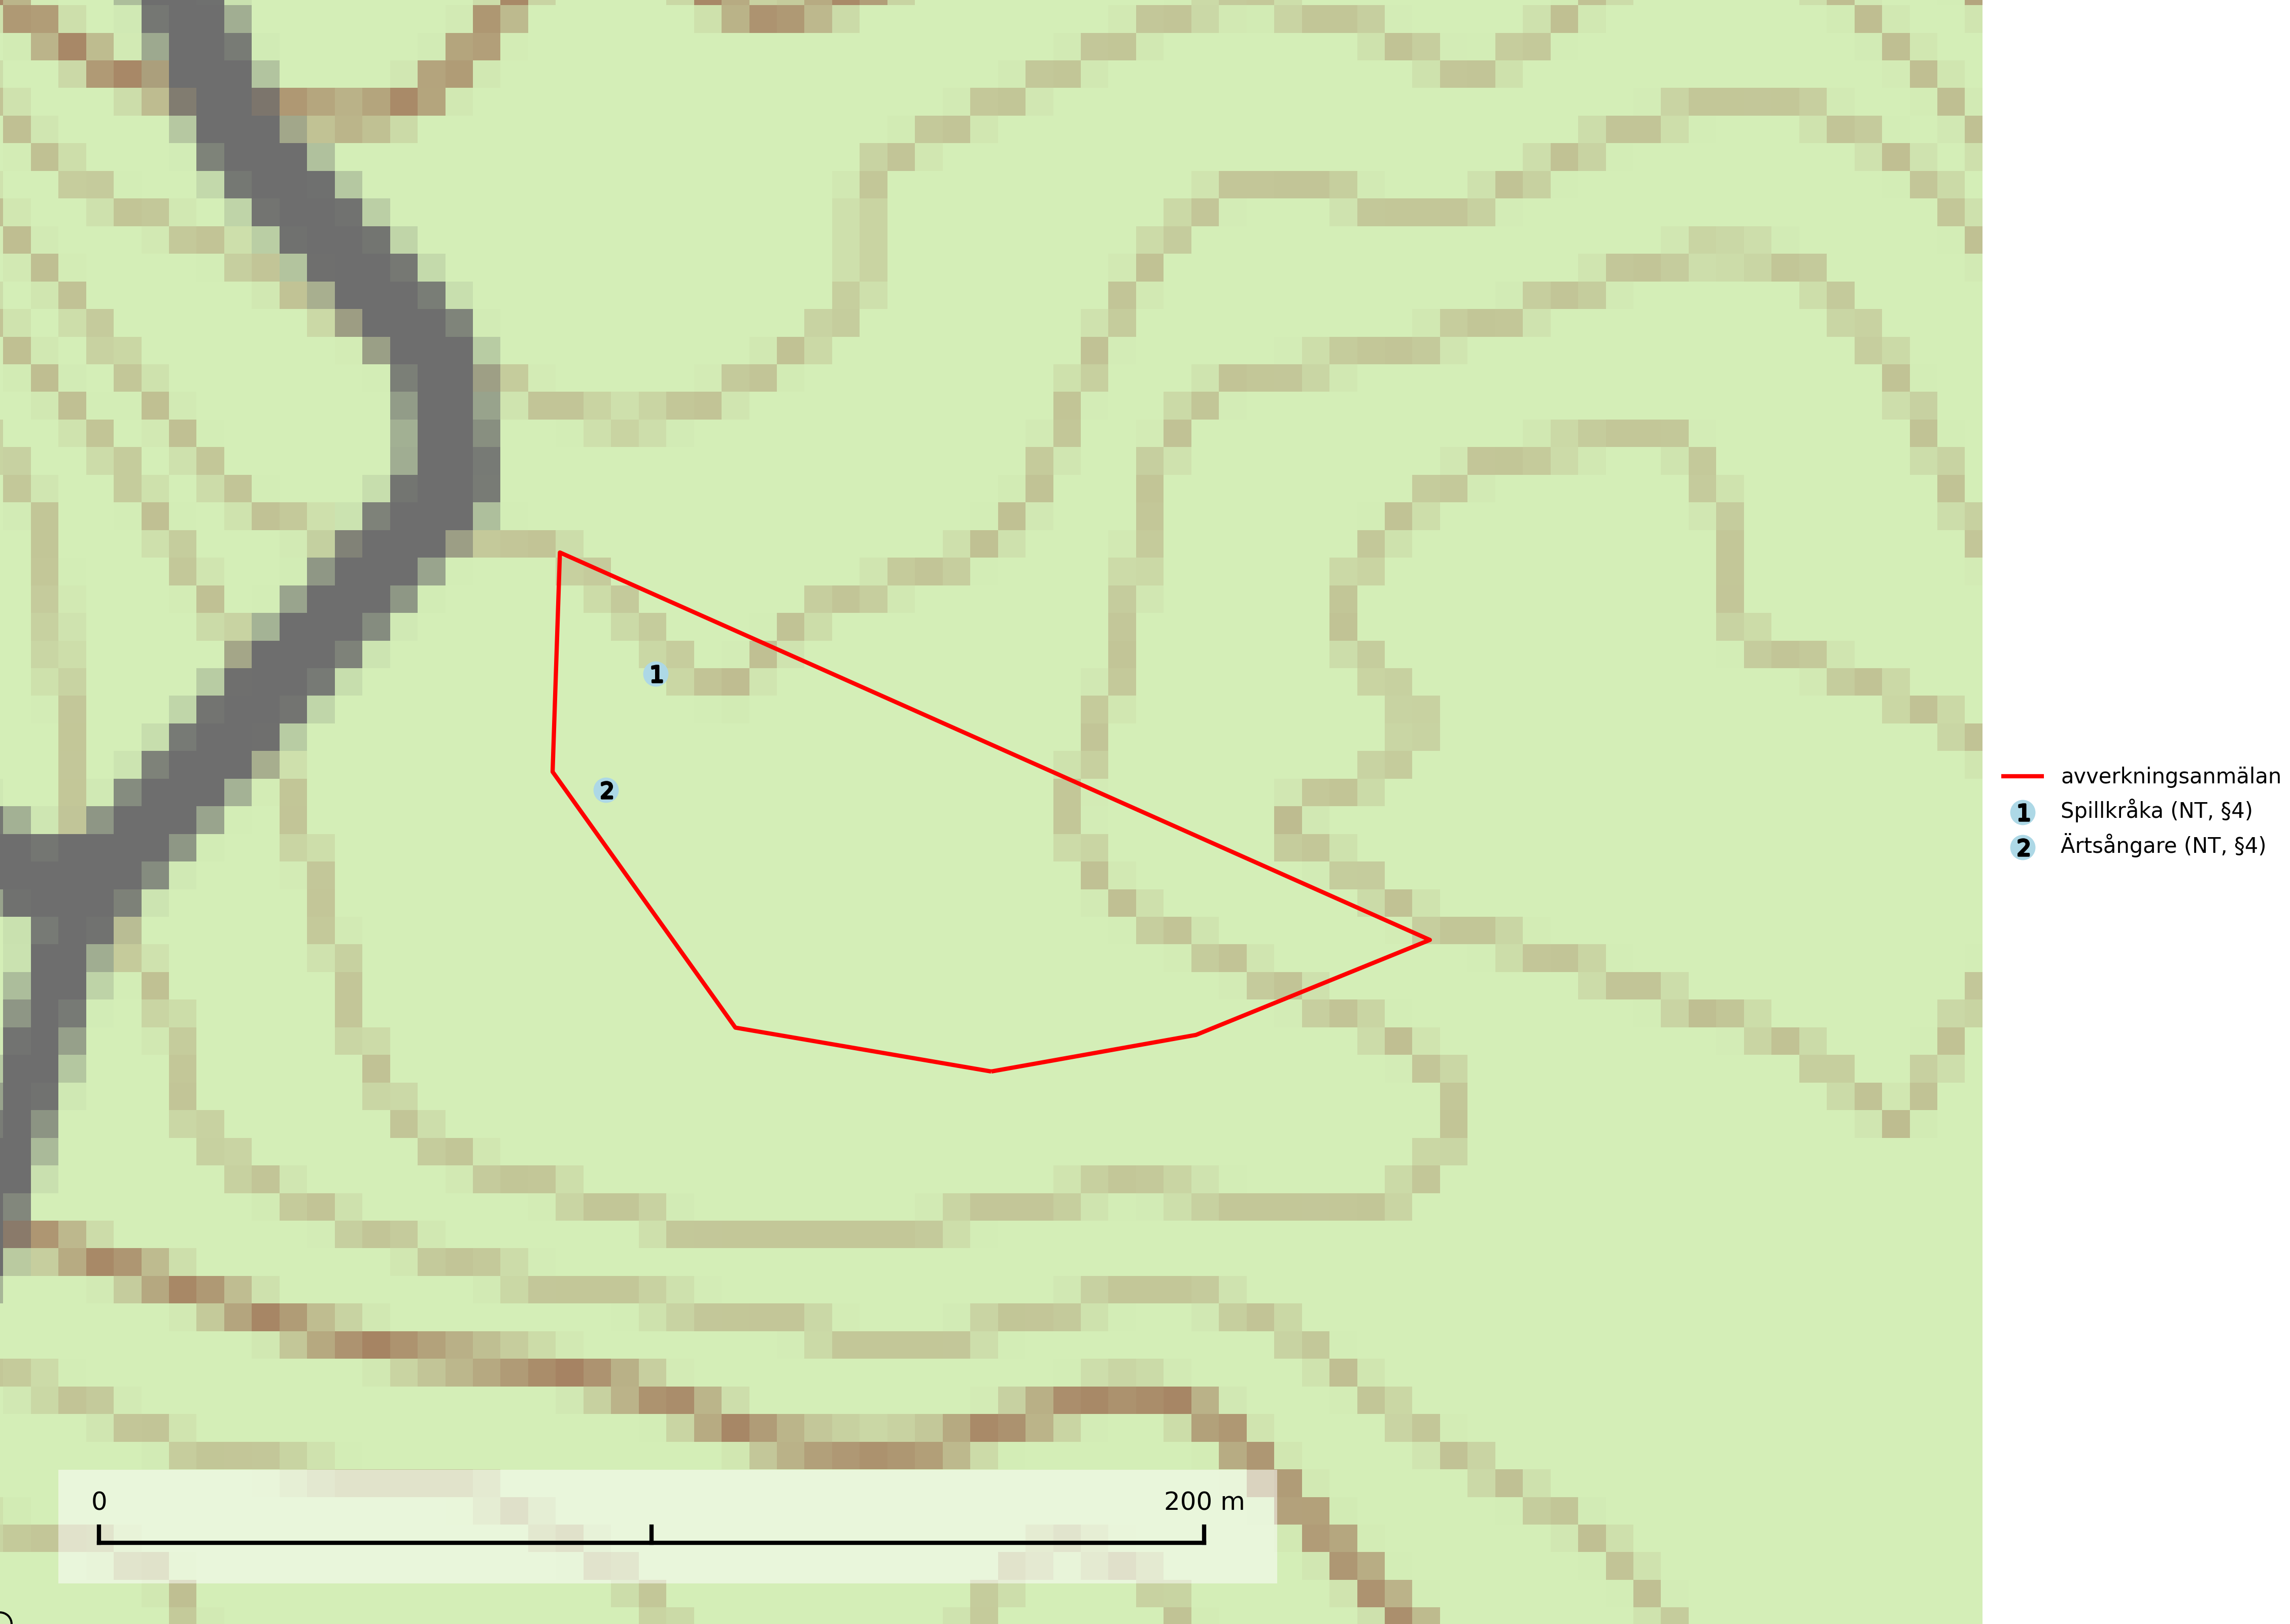 1
2
avverkningsanmälan
1 Spillkråka (NT, §4)
2 Ärtsångare (NT, §4)
0 200 m